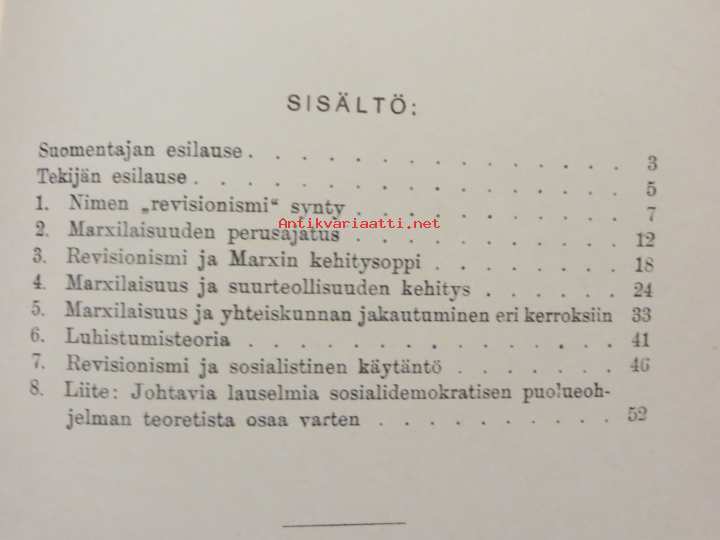 SISÄLTÖ:
Suomentajan esilause . . . . . . . . . . . . . . 3
Tekijän esilause . . . . . . . . . . . . . . . . 5
1. Nimen „revisionismi“ synty . . . . . . . . . 7
Antikvariaatti.net
2. Marxilaisuuden perusajatus . . . . . . . . . 12
3. Revisionismi ja Marxin kehitysoppi . . . . . . 18
4. Marxilaisuus ja suurteollisuuden kehitys . . . . . 24
5. Marxilaisuus ja yhteiskunnan jakautuminen eri kerroksiin 33
6. Luhistumisteoria . . . . . . . . . . . . . . 41
7. Revisionismi ja sosialistinen käytäntö . . . . . . 46
8. Liite: Johtavia lauselmia sosialidemokratisen puolueoh-
jelman teoretista osaa varten . . . . . . . . . 52